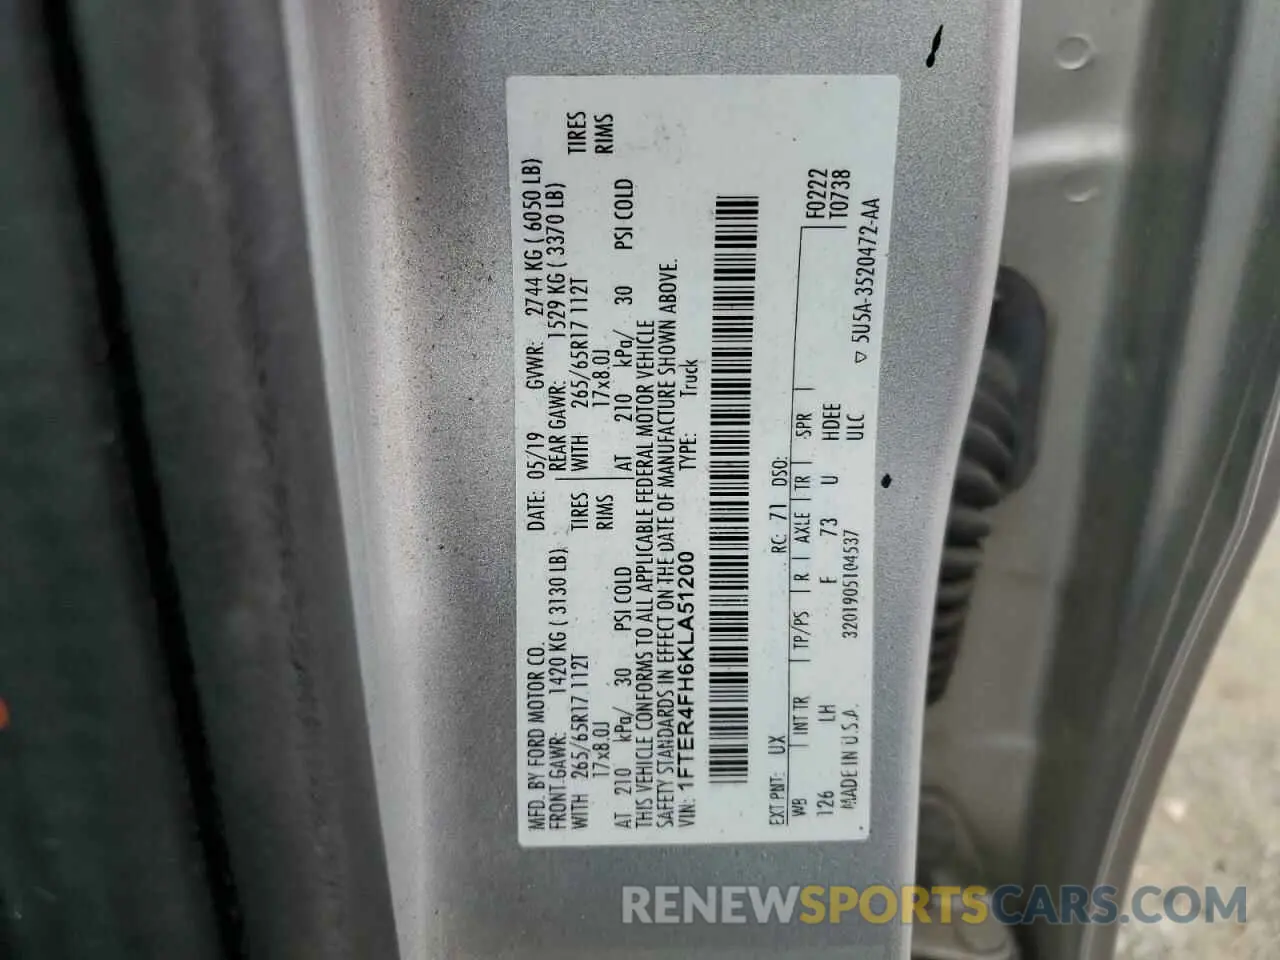 MFD. BY FORD MOTOR CO. DATE: 05/19 GVWR: 2744 KG ( 6050 LB)
FRONT GAWR: 1420 KG ( 3130 LB) REAR GAWR: 1529 KG ( 3370 LB)
WITH 265/65R17 112T TIRES WITH 265/65R17 112T TIRES
17x8.0J RIMS 17x8.0J RIMS
AT 210 kPa/ 30 PSI COLD AT 210 kPa/ 30 PSI COLD
THIS VEHICLE CONFORMS TO ALL APPLICABLE FEDERAL MOTOR VEHICLE
SAFETY STANDARDS IN EFFECT ON THE DATE OF MANUFACTURE SHOWN ABOVE.
VIN: 1FTER4FH6KLA51200 TYPE: Truck
EXT PNT: UX RC: 71 DSO: F0222
WB INT TR TP/PS R AXLE TR SPR T0738
126 LH F 73 U HDEE
MADE IN U.S.A. 3201905104537 ULC
▽ 5U5A-3520472-AA
RENEWSPORTSCARS.COM